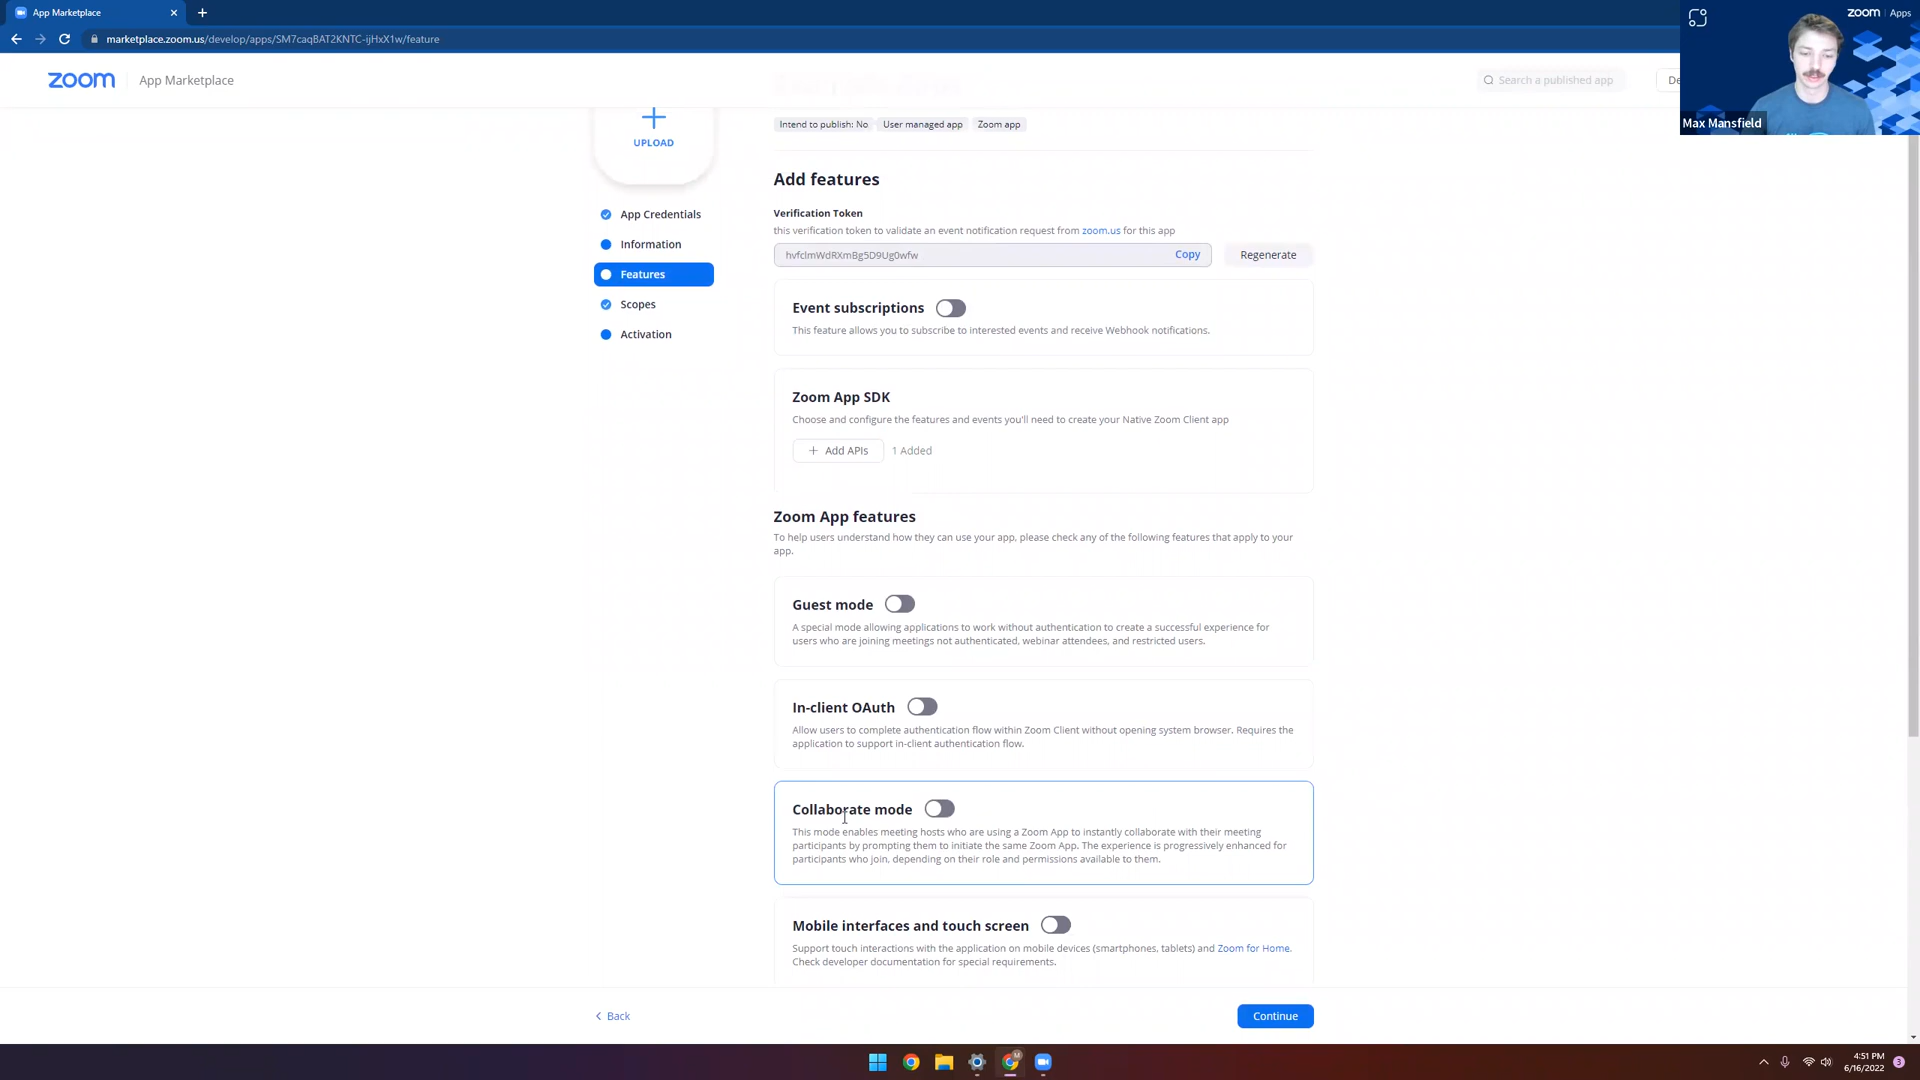 App Marketplace
marketplace.zoom.us/develop/apps/SM7caqBAT2KNTC-ijHxX1w/feature
zoom | Apps
Max Mansfield
zoom
App Marketplace
Search a published app
De
UPLOAD
Intend to publish: No
User managed app
Zoom app
App Credentials
Information
Features
Scopes
Activation
Add features
Verification Token
this verification token to validate an event notification request from zoom.us for this app
hvfclmWdRXmBg5D9Ug0wfw
Copy
Regenerate
Event subscriptions
This feature allows you to subscribe to interested events and receive Webhook notifications.
Zoom App SDK
Choose and configure the features and events you'll need to create your Native Zoom Client app
+ Add APIs
1 Added
Zoom App features
To help users understand how they can use your app, please check any of the following features that apply to your
app.
Guest mode
A special mode allowing applications to work without authentication to create a successful experience for
users who are joining meetings not authenticated, webinar attendees, and restricted users.
In-client OAuth
Allow users to complete authentication flow within Zoom Client without opening system browser. Requires the
application to support in-client authentication flow.
Collaborate mode
This mode enables meeting hosts who are using a Zoom App to instantly collaborate with their meeting
participants by prompting them to initiate the same Zoom App. The experience is progressively enhanced for
participants who join, depending on their role and permissions available to them.
Mobile interfaces and touch screen
Support touch interactions with the application on mobile devices (smartphones, tablets) and Zoom for Home.
Check developer documentation for special requirements.
< Back
Continue
4:51 PM
6/16/2022
3